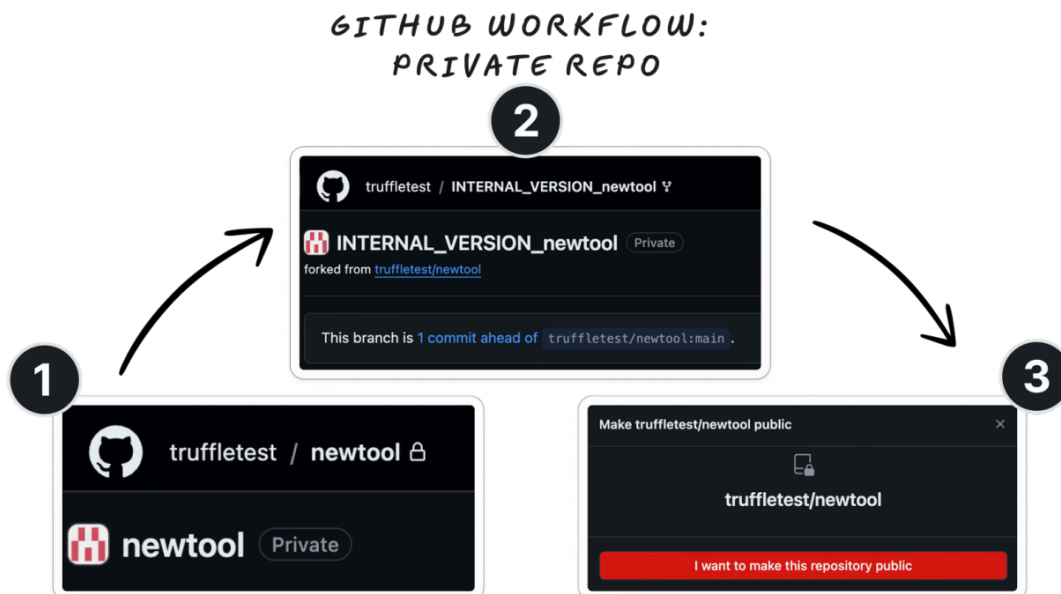 GITHUB WORKFLOW:
PRIVATE REPO
1
truffletest / newtool
newtool Private
2
truffletest / INTERNAL_VERSION_newtool
INTERNAL_VERSION_newtool Private
forked from truffletest/newtool
This branch is 1 commit ahead of truffletest/newtool:main .
3
Make truffletest/newtool public
truffletest/newtool
I want to make this repository public